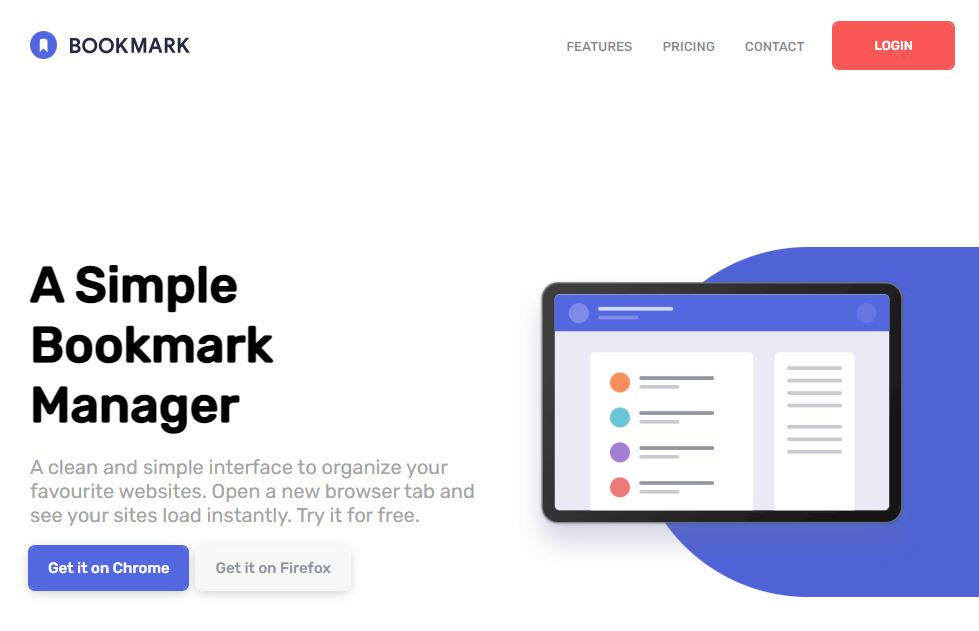 BOOKMARK
FEATURES PRICING CONTACT LOGIN
A Simple
Bookmark
Manager
A clean and simple interface to organize your
favourite websites. Open a new browser tab and
see your sites load instantly. Try it for free.
Get it on Chrome Get it on Firefox